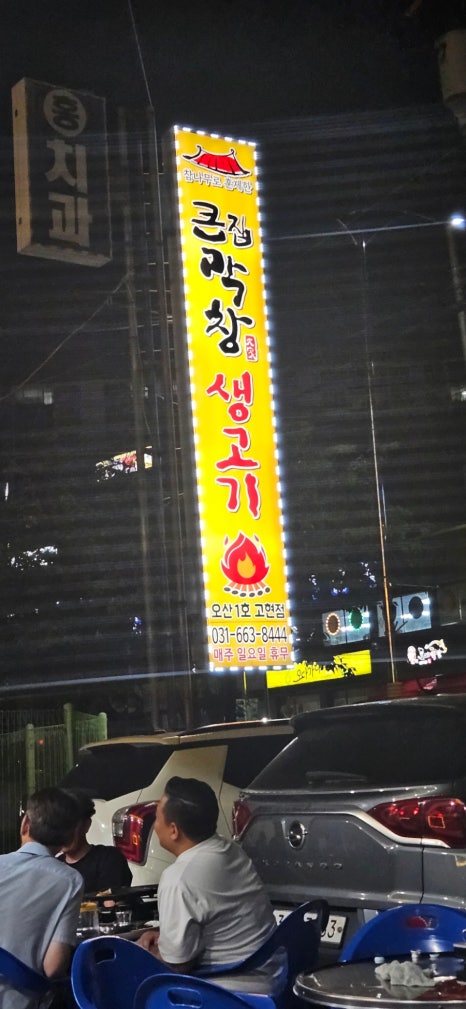 홍치과
참나무로 훈제한
큰집
막창
생고기
오산1호 고현점
031-663-8444
매주 일요일 휴무